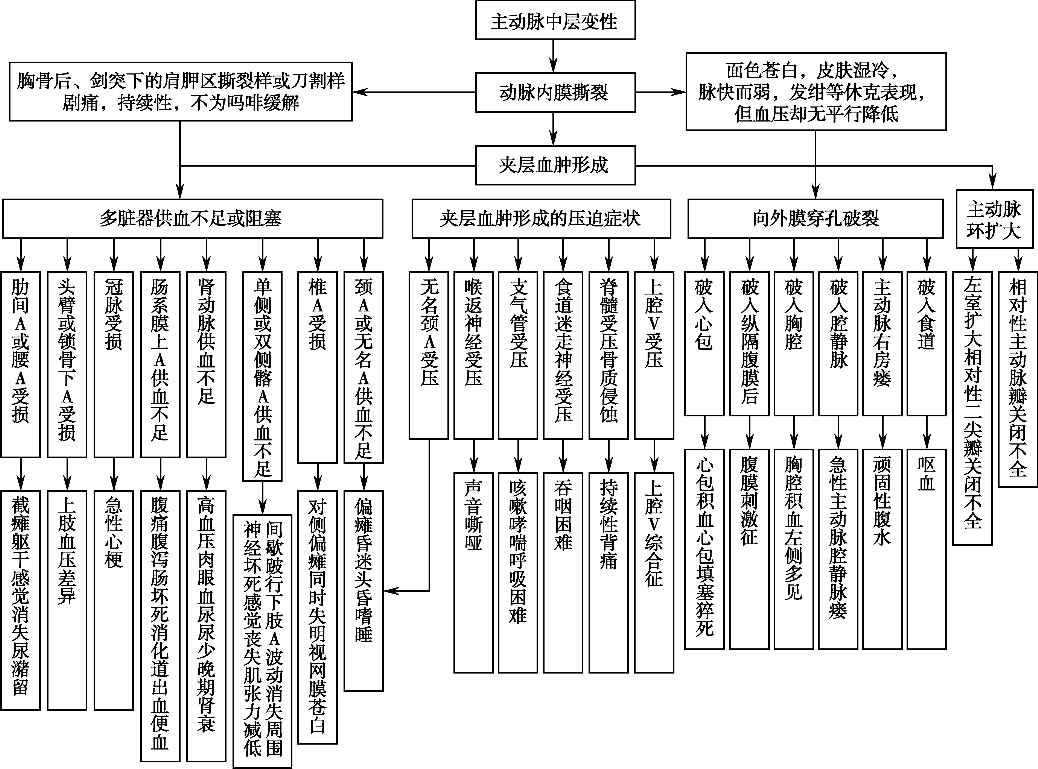 主动脉中层变性
胸骨后、剑突下的肩胛区撕裂样或刀割样
剧痛，持续性，不为吗啡缓解
动脉内膜撕裂
面色苍白，皮肤湿冷，
脉快而弱，发绀等休克表现，
但血压却无平行降低
夹层血肿形成
多脏器供血不足或阻塞
夹层血肿形成的压迫症状
向外膜穿孔破裂
主动脉
环扩大
肋间A或腰A受损
头臂或锁骨下A受损
冠脉受损
肠系膜上A供血不足
肾动脉供血不足
单侧或双侧髂A供血不足
椎A受损
颈A或无名A供血不足
无名颈A受压
喉返神经受压
支气管受压
食道迷走神经受压
脊髓受压骨质侵蚀
上腔V受压
破入心包
破入纵隔腹膜后
破入胸腔
破入腔静脉
主动脉右房瘘
破入食道
左室扩大相对性二尖瓣关闭不全
相对性主动脉瓣关闭不全
截瘫躯干感觉消失尿潴留
上肢血压差异
急性心梗
腹痛腹泻肠坏死消化道出血便血
高血压肉眼血尿尿少晚期肾衰
间歇跛行下肢A波动消失周围
神经坏死感觉丧失肌张力减低
对侧偏瘫同时失明视网膜苍白
偏瘫昏迷头昏嗜睡
声音嘶哑
咳嗽哮喘呼吸困难
吞咽困难
持续性背痛
上腔V综合征
心包积血心包填塞猝死
腹膜刺激征
胸腔积血左侧多见
急性主动脉腔静脉瘘
顽固性腹水
呕血